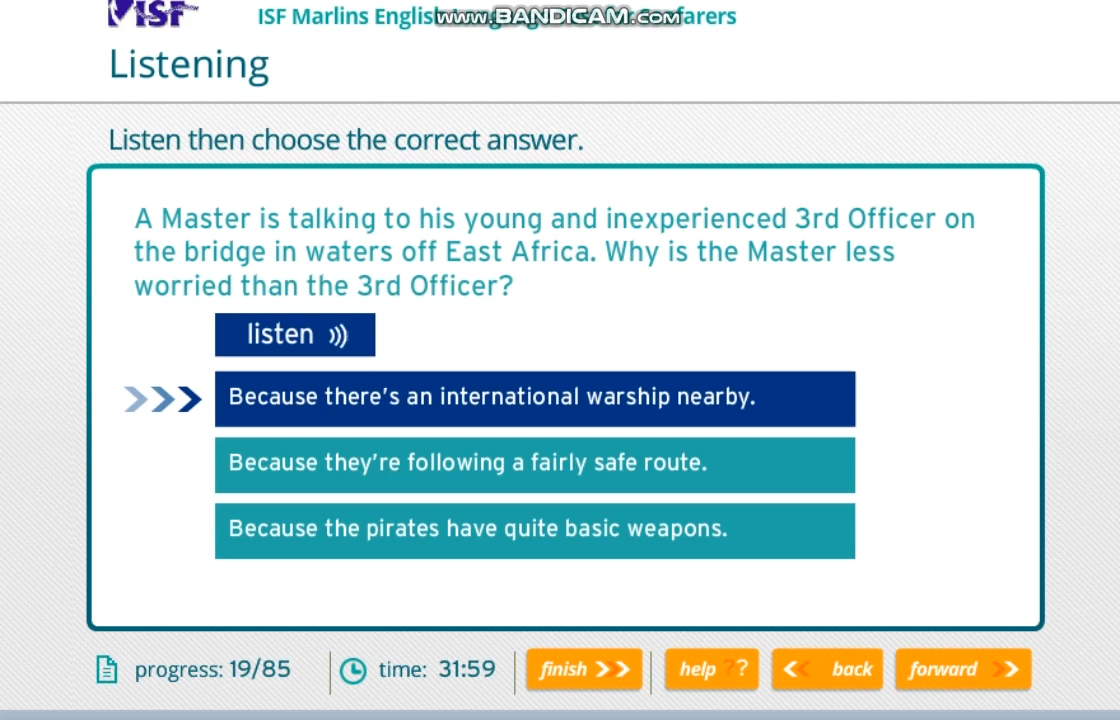 ISF
ISF Marlins English www.BANDICAM.com farers
Listening
Listen then choose the correct answer.
A Master is talking to his young and inexperienced 3rd Officer on
the bridge in waters off East Africa. Why is the Master less
worried than the 3rd Officer?
listen
Because there's an international warship nearby.
Because they're following a fairly safe route.
Because the pirates have quite basic weapons.
progress: 19/85 time: 31:59 finish help ?? back forward